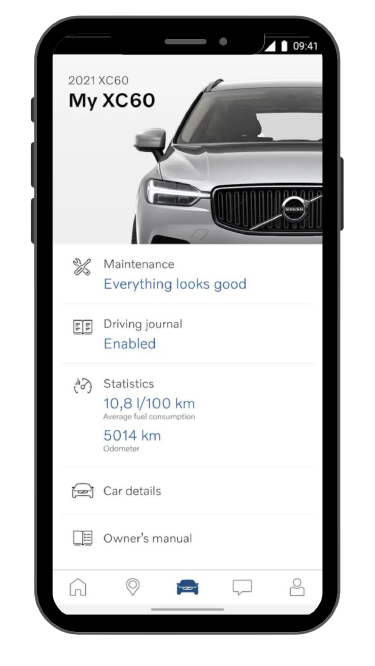 09:41
2021 XC60
My XC60
VOLVO
Maintenance
Everything looks good
Driving journal
Enabled
Statistics
10,8 l/100 km
Average fuel consumption
5014 km
Odometer
Car details
Owner's manual